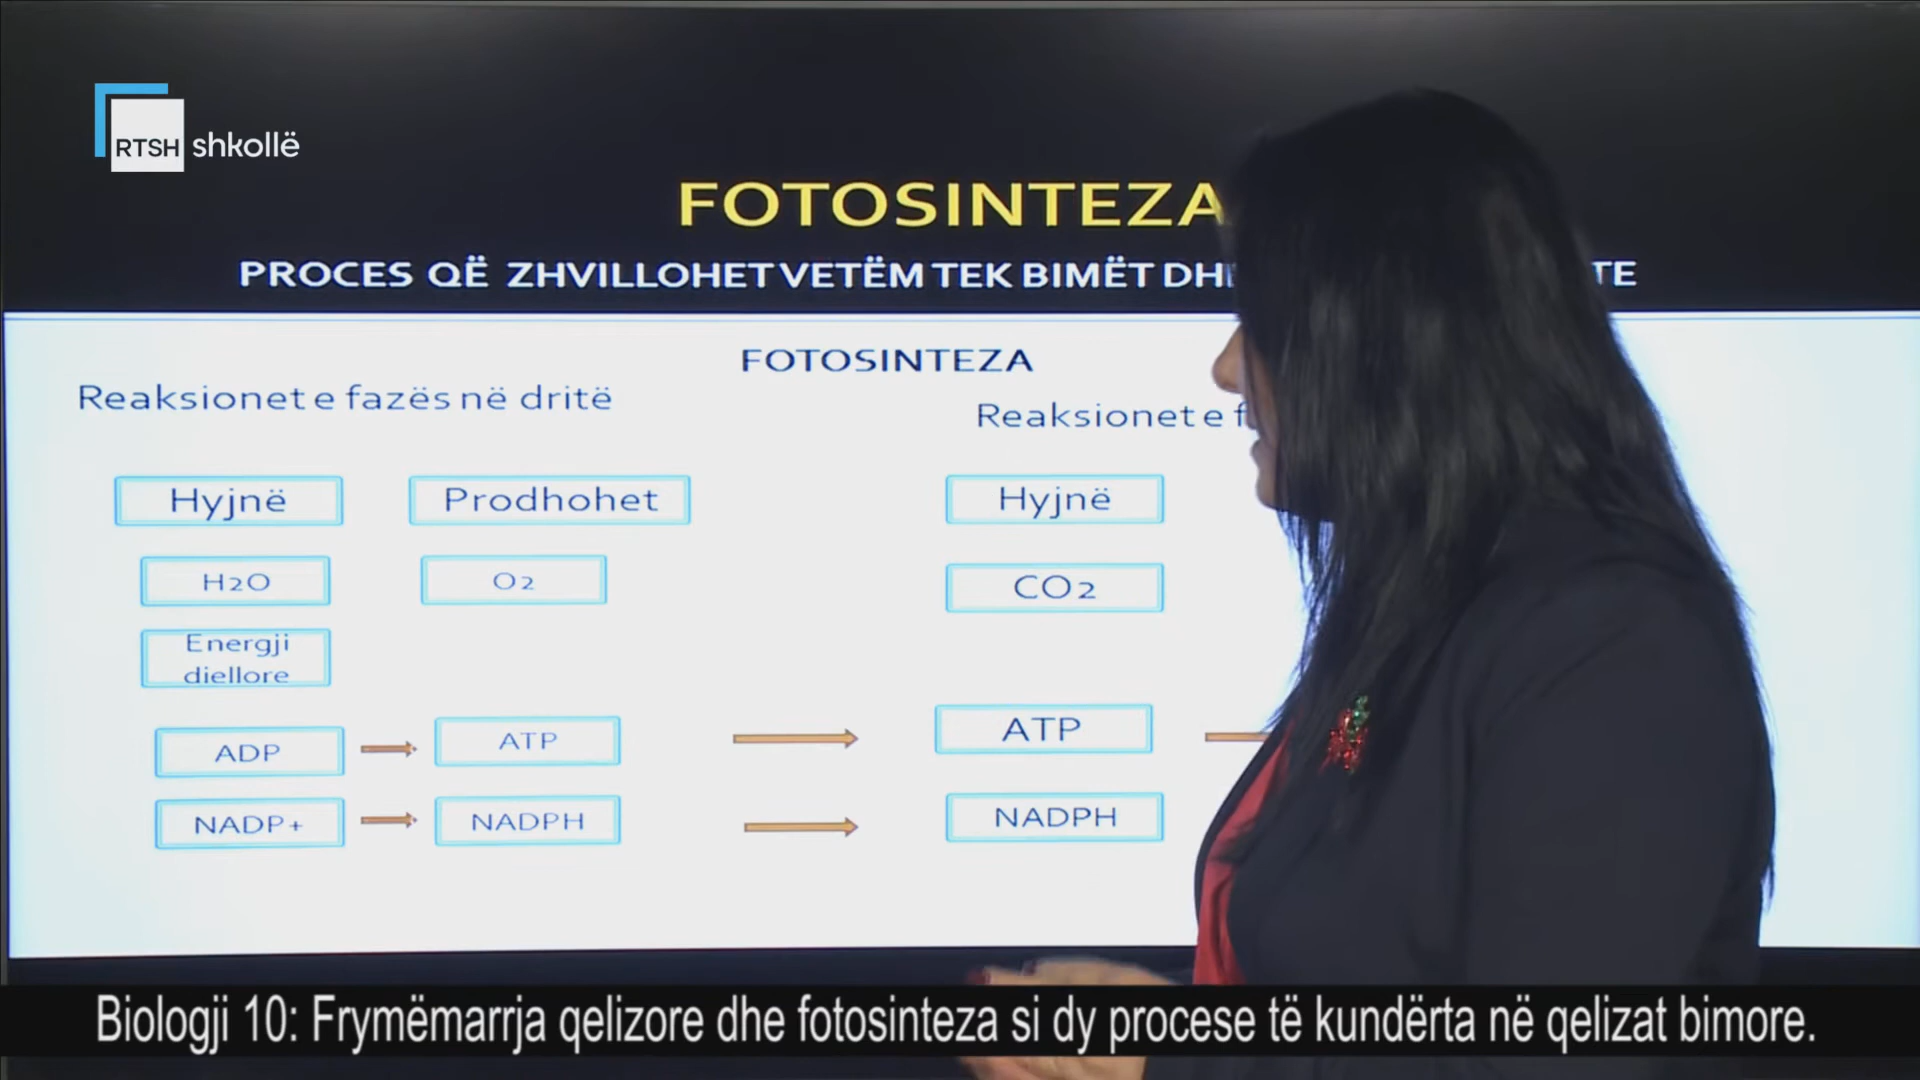 RTSH shkollë
FOTOSINTEZA
PROCES QË ZHVILLOHET VETËM TEK BIMËT
FOTOSINTEZA
Reaksionet e fazës në dritë
Reaksionet e
Hyjnë
Prodhohet
Hyjnë
H2O
O2
CO2
Energji
diellore
ADP
ATP
ATP
NADP+
NADPH
NADPH
Biologji 10: Frymëmarrja qelizore dhe fotosinteza si dy procese të kundërta në qelizat bimore.